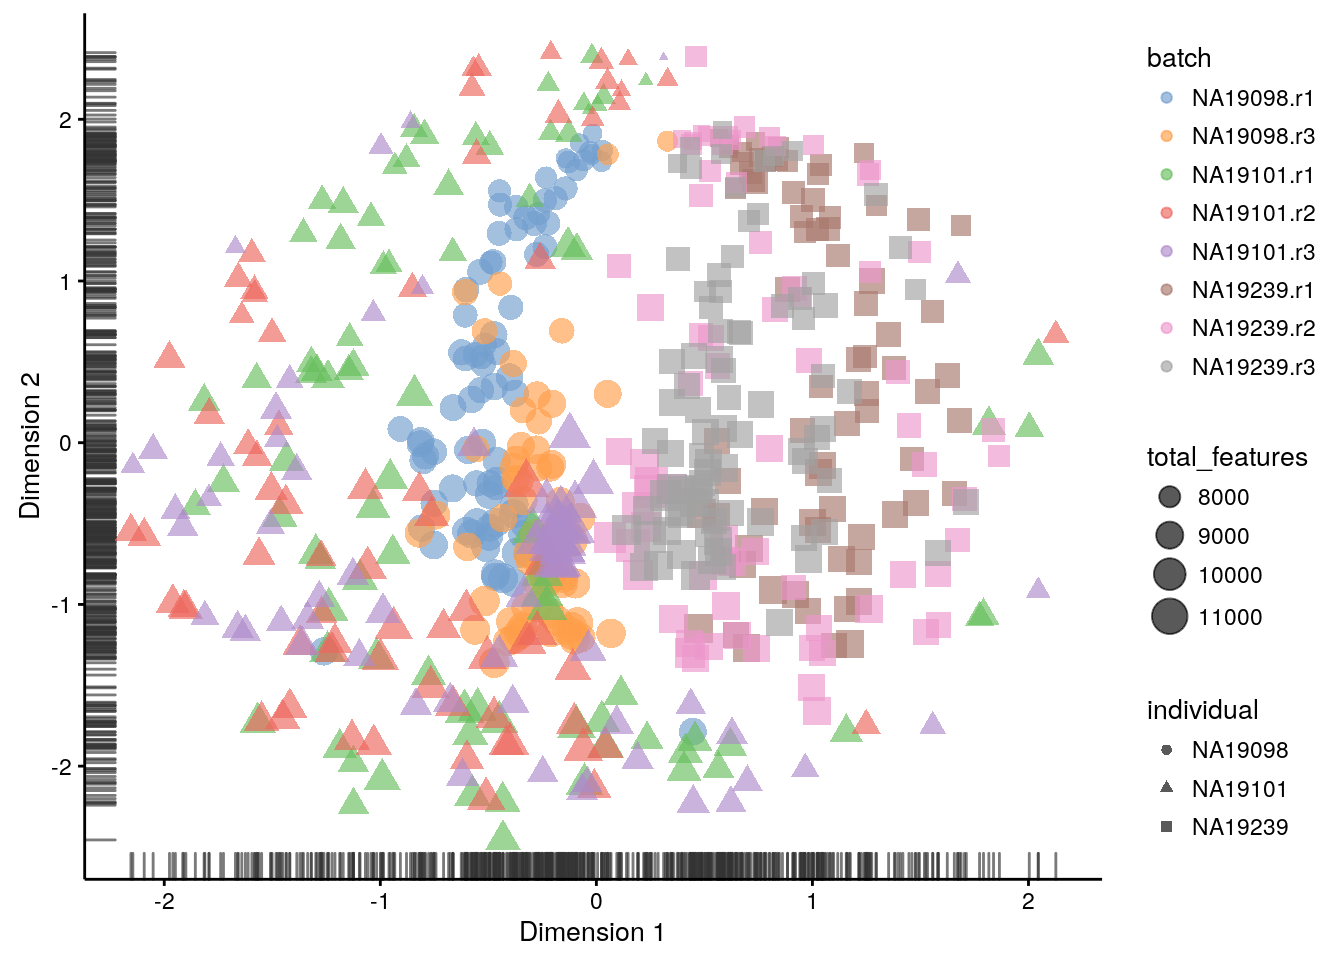 2
1
0
-1
-2
Dimension 2
-2
-1
0
1
2
Dimension 1
batch
NA19098.r1
NA19098.r3
NA19101.r1
NA19101.r2
NA19101.r3
NA19239.r1
NA19239.r2
NA19239.r3
total_features
8000
9000
10000
11000
individual
NA19098
NA19101
NA19239